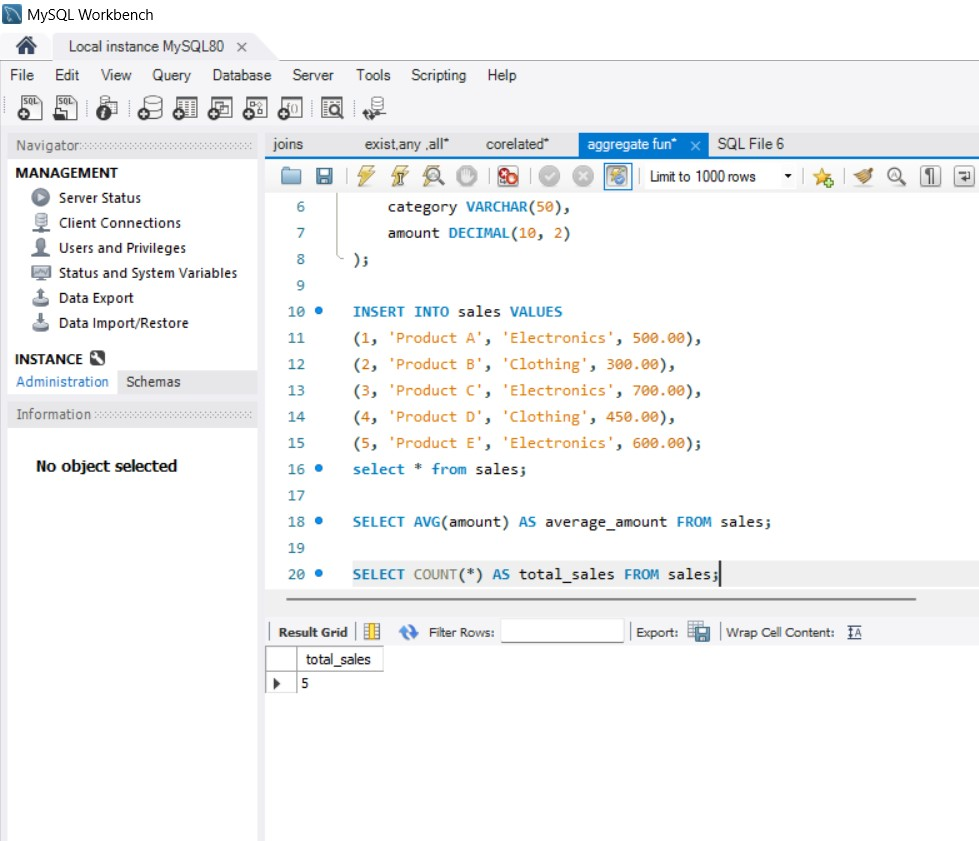 MySQL Workbench
Local instance MySQL80
File Edit View Query Database Server Tools Scripting Help
Navigator
MANAGEMENT
Server Status
Client Connections
Users and Privileges
Status and System Variables
Data Export
Data Import/Restore
INSTANCE
Administration Schemas
Information
No object selected
joins exist,any ,all* corelated* aggregate fun* SQL File 6
Limit to 1000 rows
6 category VARCHAR(50),
7 amount DECIMAL(10, 2)
8 );
9
10 INSERT INTO sales VALUES
11 (1, 'Product A', 'Electronics', 500.00),
12 (2, 'Product B', 'Clothing', 300.00),
13 (3, 'Product C', 'Electronics', 700.00),
14 (4, 'Product D', 'Clothing', 450.00),
15 (5, 'Product E', 'Electronics', 600.00);
16 select * from sales;
17
18 SELECT AVG(amount) AS average_amount FROM sales;
19
20 SELECT COUNT(*) AS total_sales FROM sales;
Result Grid Filter Rows: Export: Wrap Cell Content:
total_sales
5